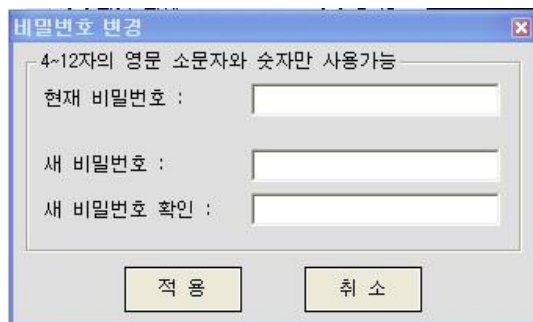 비밀번호 변경
4~12자의 영문 소문자와 숫자만 사용가능
현재 비밀번호 :
새 비밀번호 :
새 비밀번호 확인 :
적 용
취 소